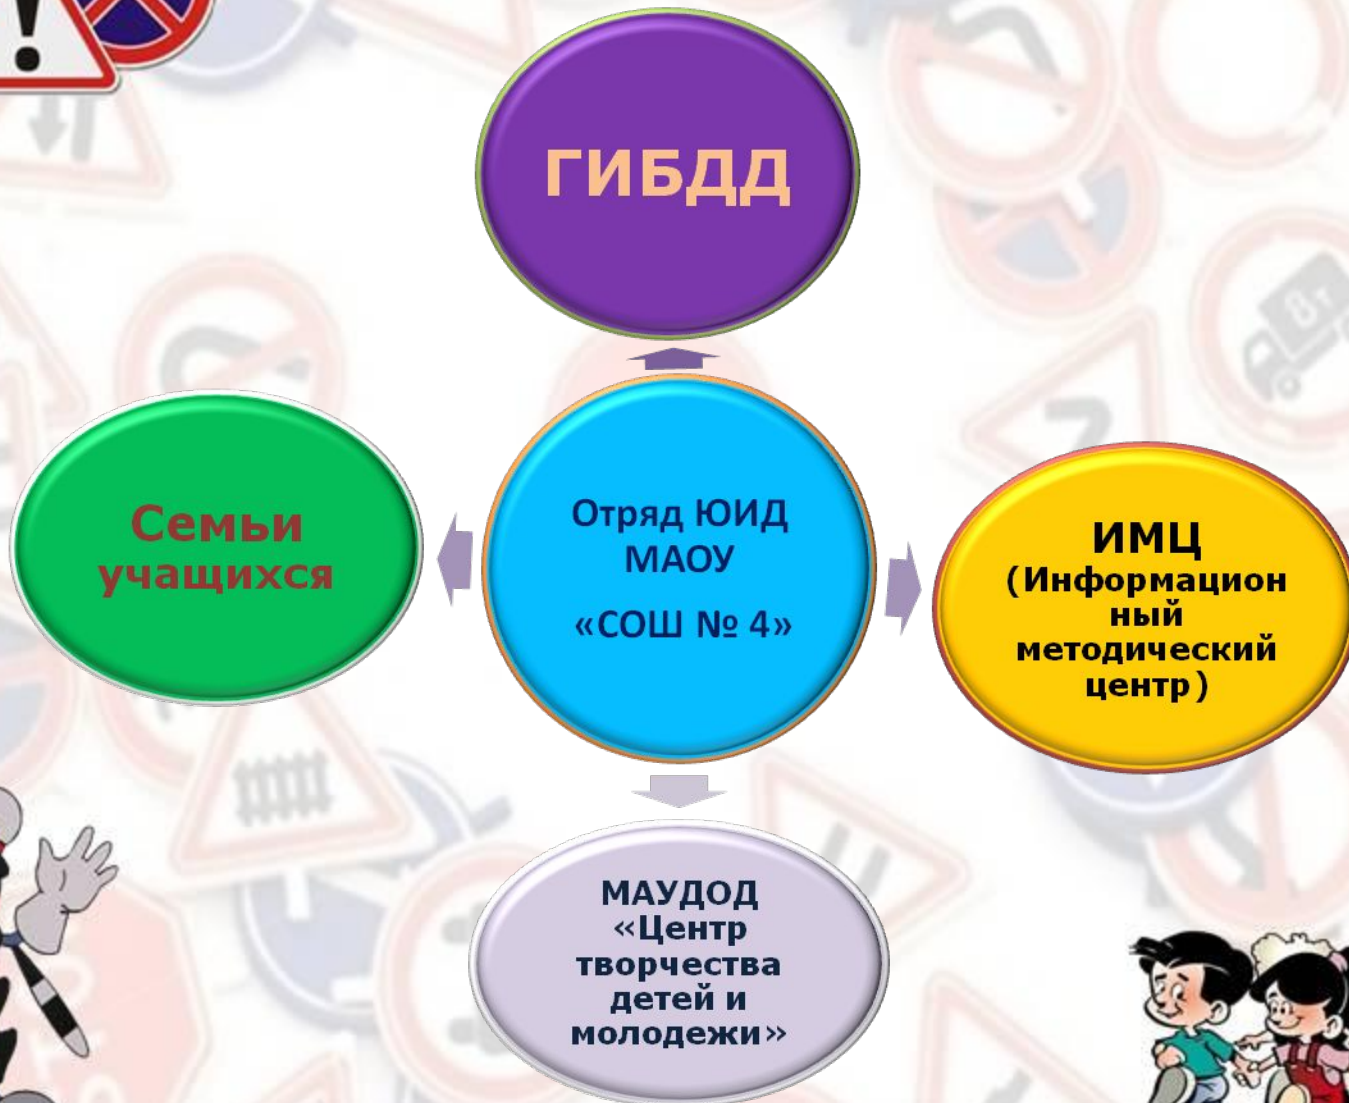 ГИБДД
Семьи
учащихся
Отряд ЮИД
МАОУ
«СОШ № 4»
ИМЦ
(Информацион
ный
методический
центр)
МАУДОД
«Центр
творчества
детей и
молодежи»
8т